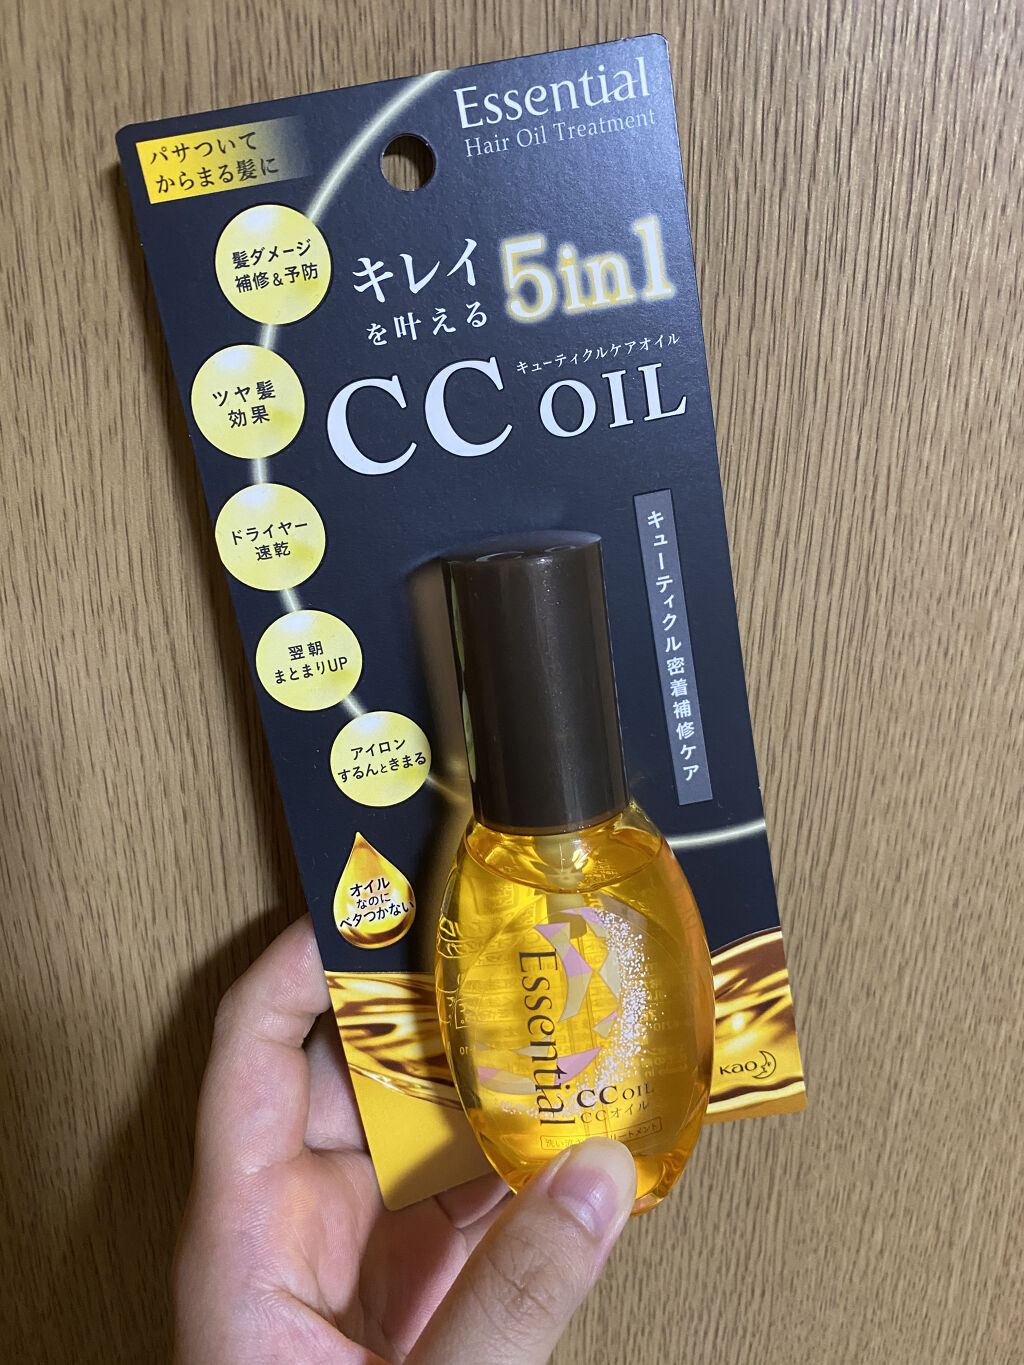 Essential
Hair Oil Treatment
パサついて
からまる髪に
髪ダメージ
補修&予防
キレイ
を叶える
5in1
キューティクルケアオイル
CC OIL
ツヤ髪
効果
ドライヤー
速乾
翌朝
まとまりUP
アイロン
するんときまる
キューティクル密着補修ケア
オイル
なのに
ベタつかない
Essential
CC OIL
CCオイル
Kao